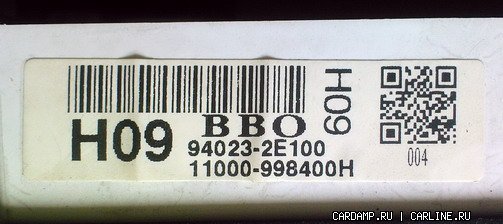 H09 BBO H09
94023-2E100
11000-998400H
004
CARDAMP.RU | CARLINE.RU